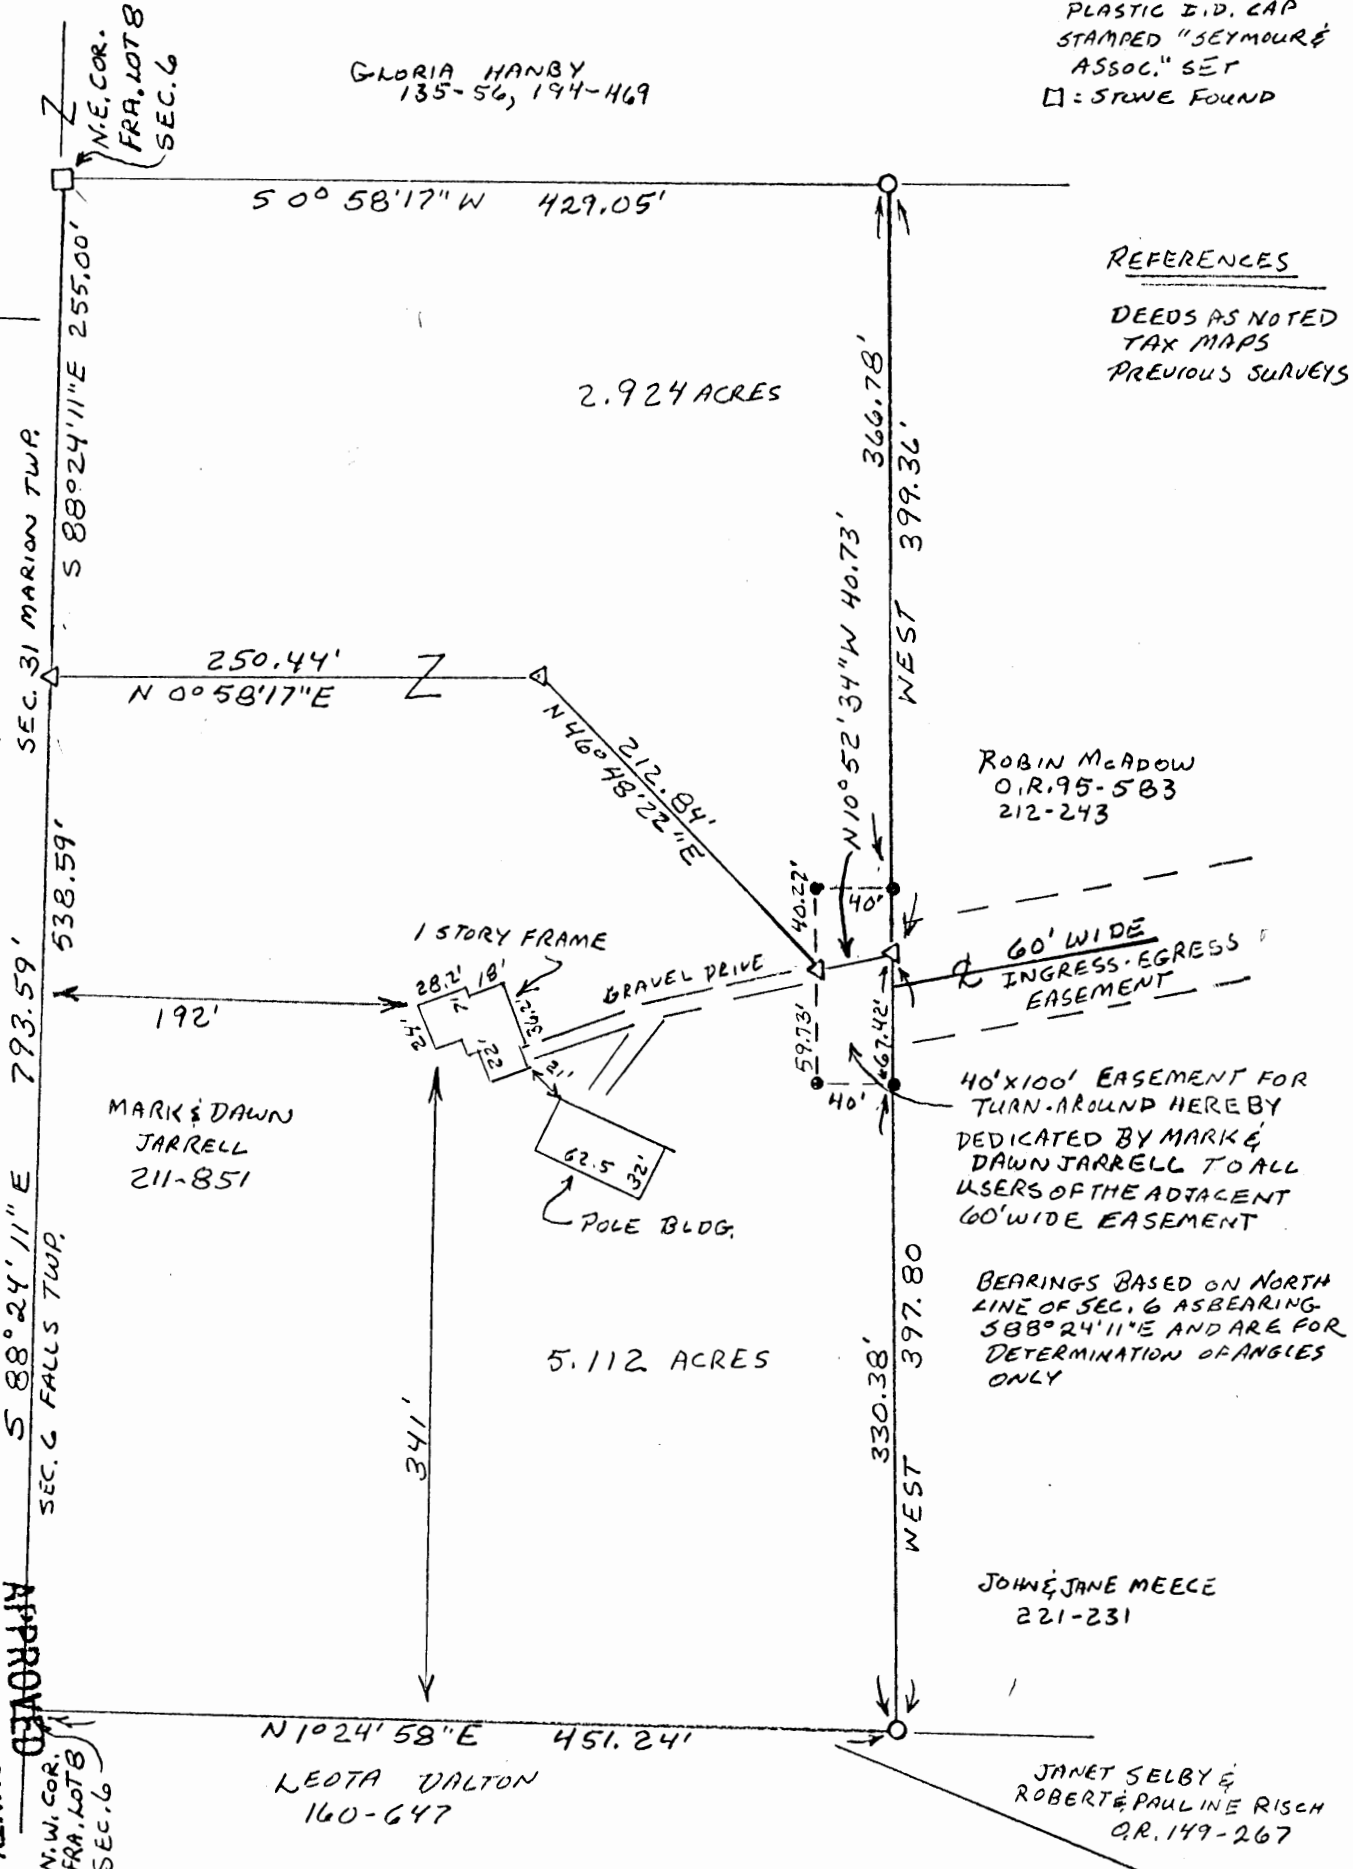 PLASTIC I.D. CAP
STAMPED "SEYMOUR &
ASSOC." SET
□ = STONE FOUND
N.E. COR.
FRA. LOT 8
SEC. 6
GLORIA HANBY
135-56, 194-469
S 0° 58'17" W 429.05'
REFERENCES
DEEDS AS NOTED
TAX MAPS
PREVIOUS SURVEYS
S 88° 24' 11" E 255.00'
2.924 ACRES
366.78'
WEST 399.36'
SEC. 31 MARION TWP.
250.44'
N 0° 58'17" E
Z
Z
212.84'
N 46° 48' 22" E
N 10° 52' 34" W 40.73'
ROBIN McADOW
O.R. 95-583
212-243
538.59'
S 88° 24' 11" E 793.59'
SEC. 6 FALLS TWP.
192'
1 STORY FRAME
28.2'
18'
2'
36.2'
24'
22'
21'
GRAVEL DRIVE
40.27'
40'
59.73'
40'
67.42'
℄ 60' WIDE
INGRESS-EGRESS
EASEMENT
62.5
32'
POLE BLDG.
MARK & DAWN
JARRELL
211-851
40' X 100' EASEMENT FOR
TURN-AROUND HEREBY
DEDICATED BY MARK &
DAWN JARRELL TO ALL
USERS OF THE ADJACENT
60' WIDE EASEMENT
BEARINGS BASED ON NORTH
LINE OF SEC. 6 AS BEARING
S 88° 24' 11" E AND ARE FOR
DETERMINATION OF ANGLES
ONLY
5.112 ACRES
341'
330.38'
WEST 397.80
JOHN & JANE MEECE
221-231
APPROVED
N.W. COR.
FRA. LOT 8
SEC. 6
N 1° 24' 58" E 451.24'
LEOTA DALTON
160-647
JANET SELBY &
ROBERT & PAULINE RISCH
O.R. 149-267